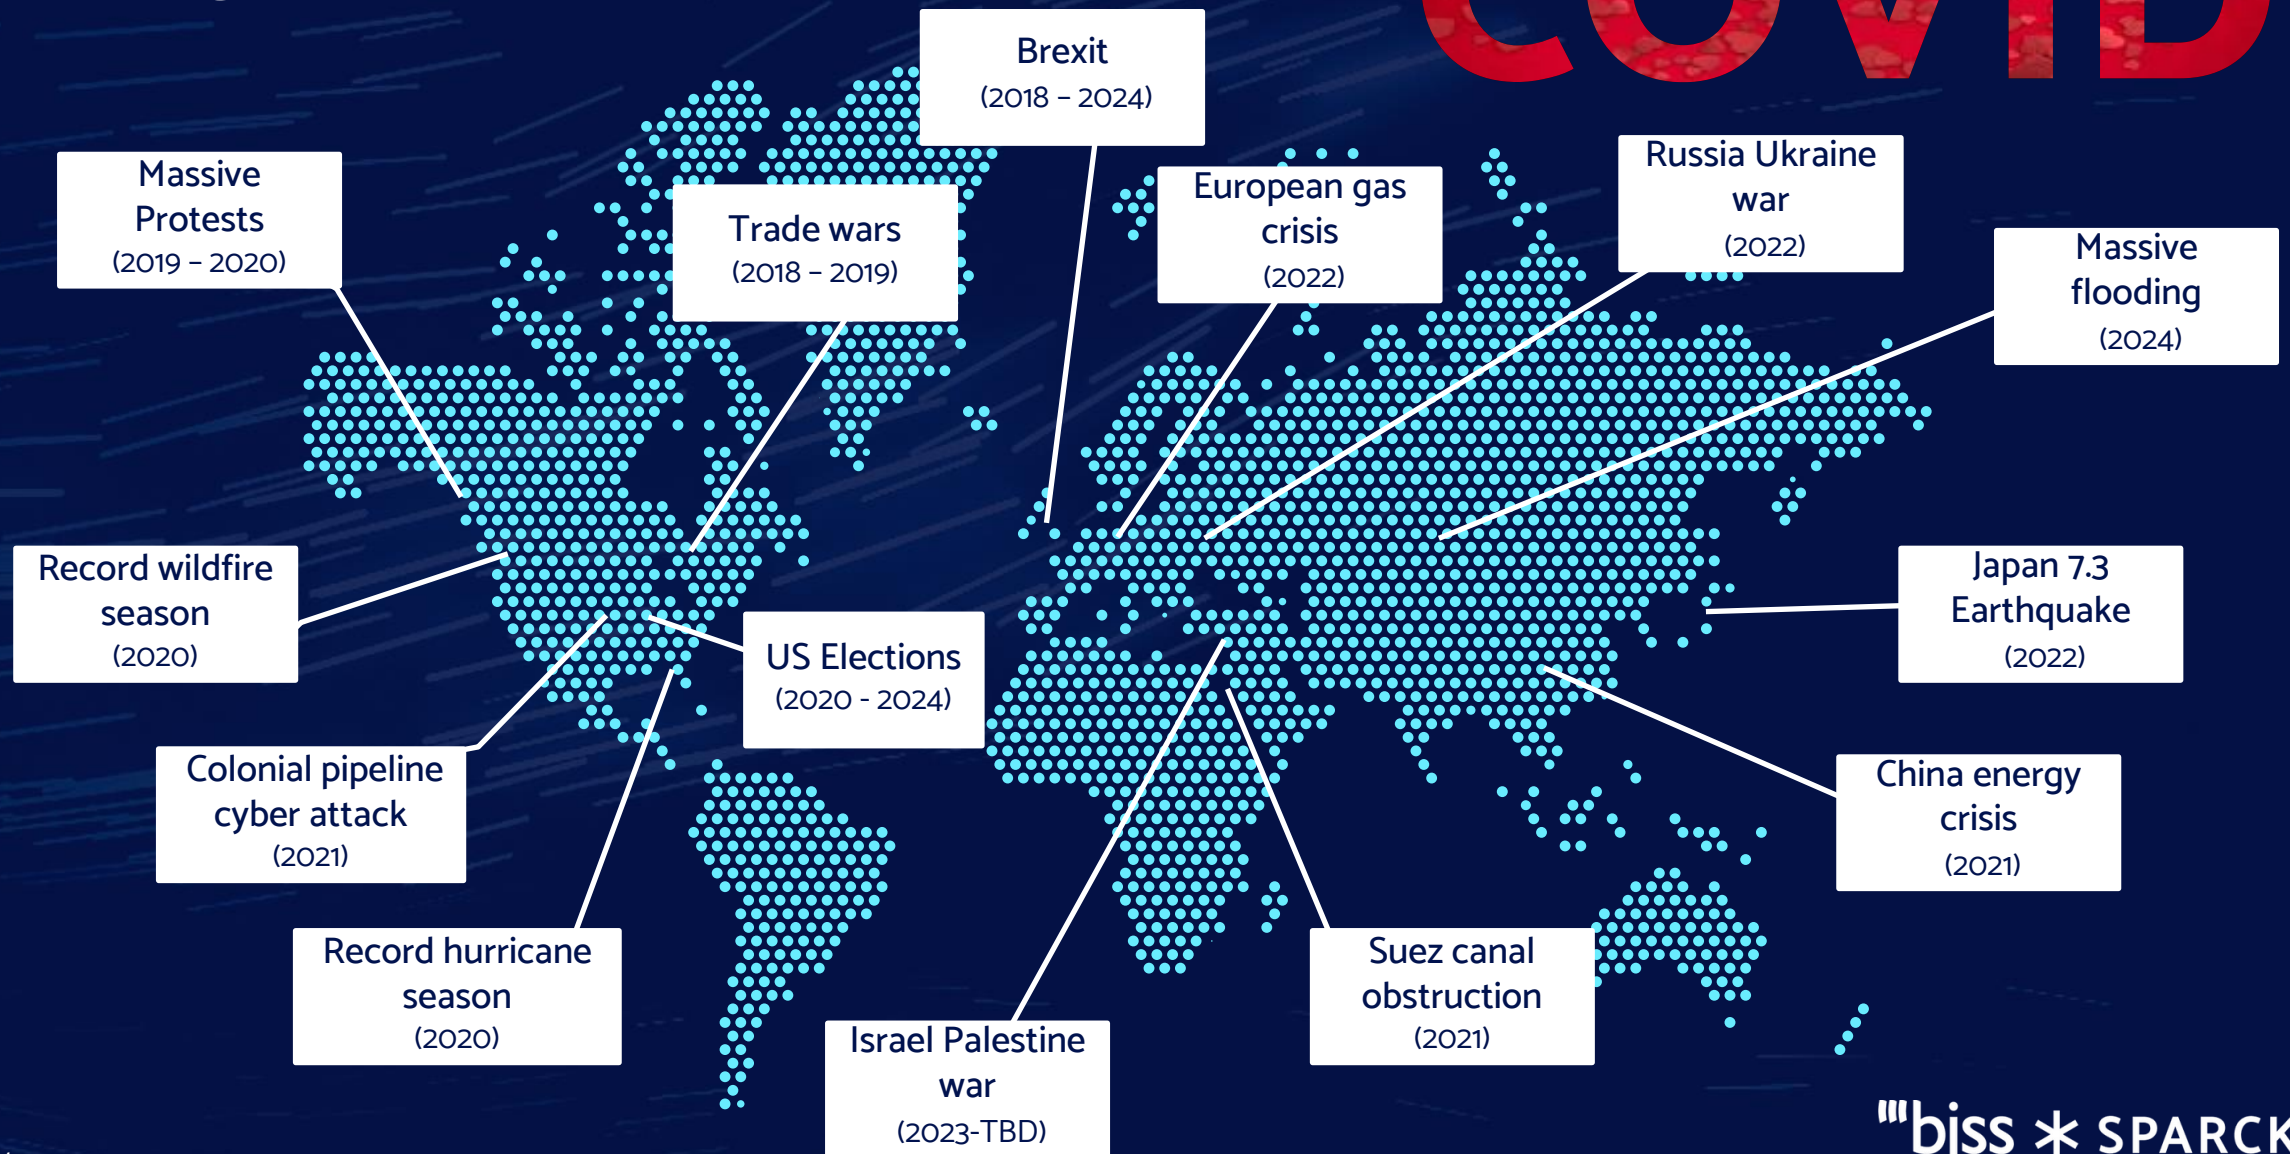 COVID
Brexit
(2018 – 2024)
Massive
Protests
(2019 – 2020)
Trade wars
(2018 – 2019)
European gas
crisis
(2022)
Russia Ukraine
war
(2022)
Massive
flooding
(2024)
Record wildfire
season
(2020)
US Elections
(2020 - 2024)
Japan 7.3
Earthquake
(2022)
Colonial pipeline
cyber attack
(2021)
China energy
crisis
(2021)
Record hurricane
season
(2020)
Israel Palestine
war
(2023-TBD)
Suez canal
obstruction
(2021)
biss * SPARCK